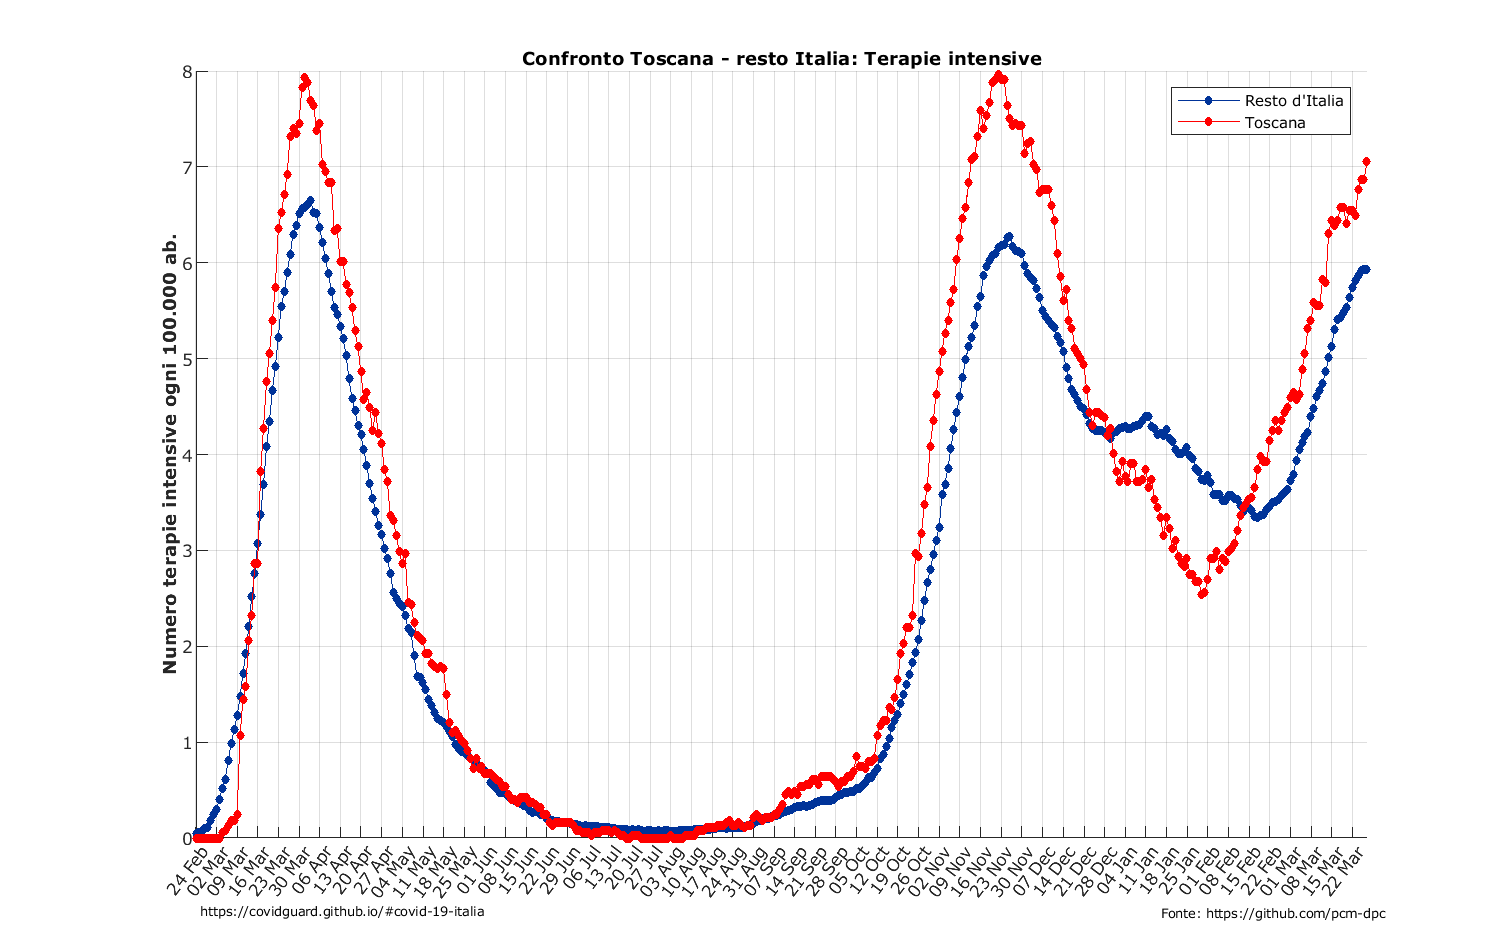 Confronto Toscana - resto Italia: Terapie intensive
Resto d'Italia
Toscana
Numero terapie intensive ogni 100.000 ab.
8
7
6
5
4
3
2
1
0
24 Feb
02 Mar
09 Mar
16 Mar
23 Mar
30 Mar
06 Apr
13 Apr
20 Apr
27 Apr
04 May
11 May
18 May
25 May
01 Jun
08 Jun
15 Jun
22 Jun
29 Jun
06 Jul
13 Jul
20 Jul
27 Jul
03 Aug
10 Aug
17 Aug
24 Aug
31 Aug
07 Sep
14 Sep
21 Sep
28 Sep
05 Oct
12 Oct
19 Oct
26 Oct
02 Nov
09 Nov
16 Nov
23 Nov
30 Nov
07 Dec
14 Dec
21 Dec
28 Dec
04 Jan
11 Jan
18 Jan
25 Jan
01 Feb
08 Feb
15 Feb
22 Feb
01 Mar
08 Mar
15 Mar
22 Mar
https://covidguard.github.io/#covid-19-italia
Fonte: https://github.com/pcm-dpc